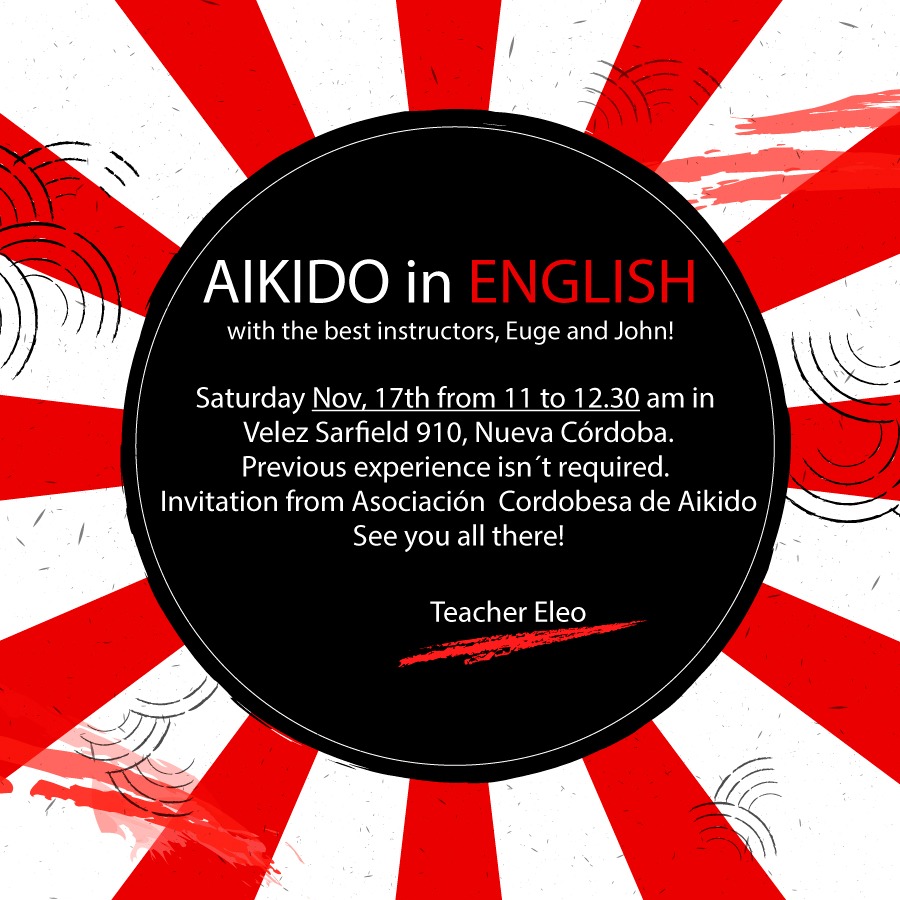 AIKIDO in ENGLISH
with the best instructors, Euge and John!
Saturday Nov, 17th from 11 to 12.30 am in
Velez Sarfield 910, Nueva Córdoba.
Previous experience isn´t required.
Invitation from Asociación  Cordobesa de Aikido
See you all there!
Teacher Eleo